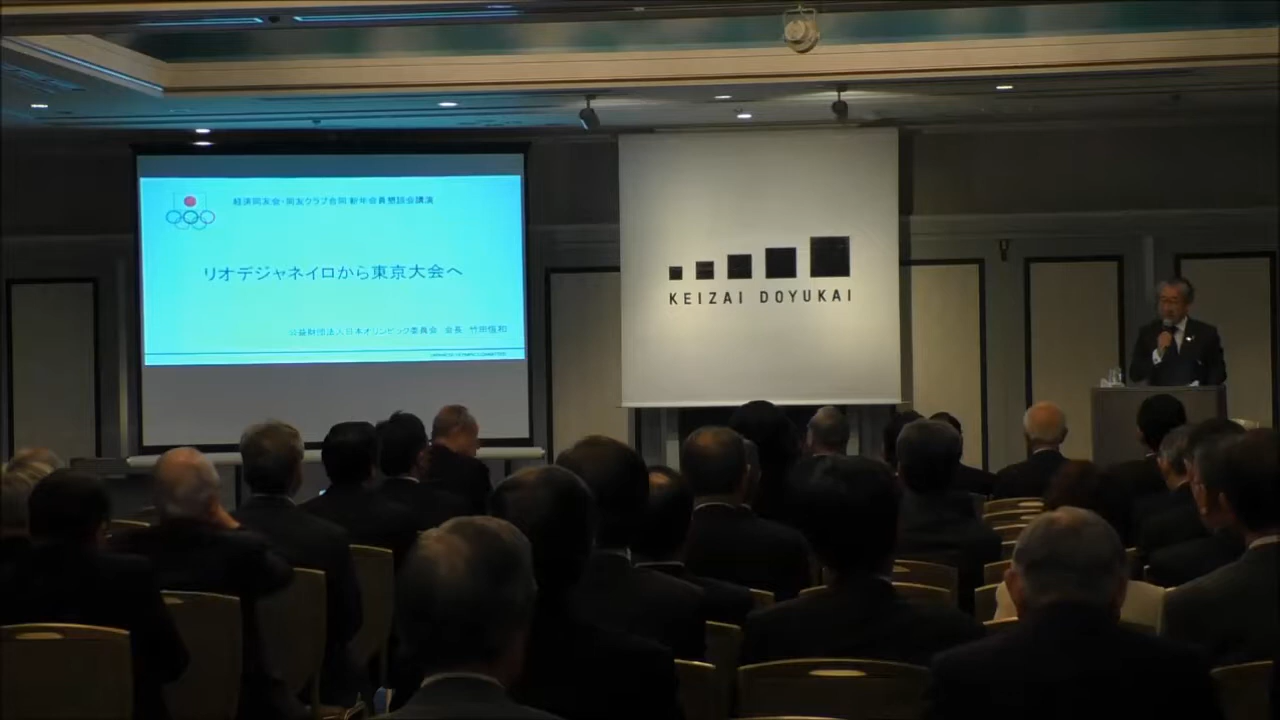 経済同友会・同友クラブ合同 新年会員懇談会講演
リオデジャネイロから東京大会へ
公益財団法人日本オリンピック委員会 会長 竹田恆和
JAPANESE OLYMPIC COMMITTEE
KEIZAI DOYUKAI